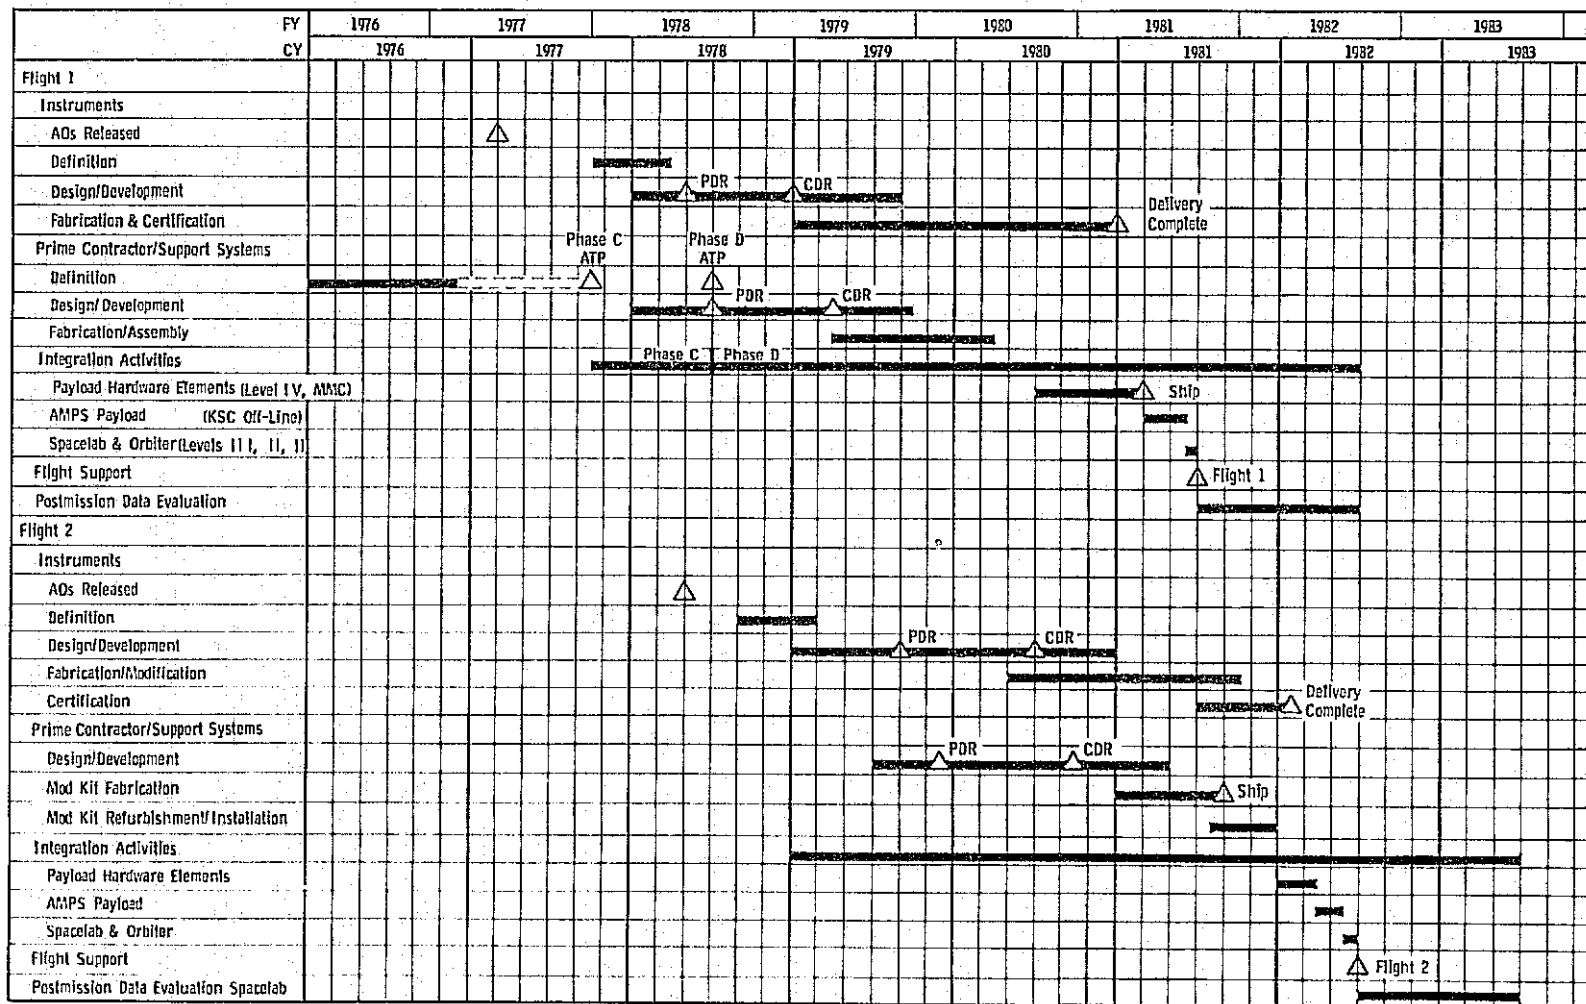 FY 1976 1977 1978 1979 1980 1981 1982 1983
CY 1976 1977 1978 1979 1980 1981 1982 1983
Flight 1
Instruments
AOs Released
Definition
Design/Development PDR CDR
Fabrication & Certification Delivery
Complete
Prime Contractor/Support Systems Phase C Phase D
ATP ATP
Definition
Design/Development PDR CDR
Fabrication/Assembly
Integration Activities Phase C Phase D
Payload Hardware Elements (Level IV, MMC) Ship
AMPS Payload (KSC Off-Line)
Spacelab & Orbiter (Levels III, II, I)
Flight Support Flight 1
Postmission Data Evaluation
Flight 2
Instruments
AOs Released
Definition
Design/Development PDR CDR
Fabrication/Modification
Certification Delivery
Complete
Prime Contractor/Support Systems
Design/Development PDR CDR
Mod Kit Fabrication Ship
Mod Kit Refurbishment/Installation
Integration Activities
Payload Hardware Elements
AMPS Payload
Spacelab & Orbiter
Flight Support Flight 2
Postmission Data Evaluation Spacelab